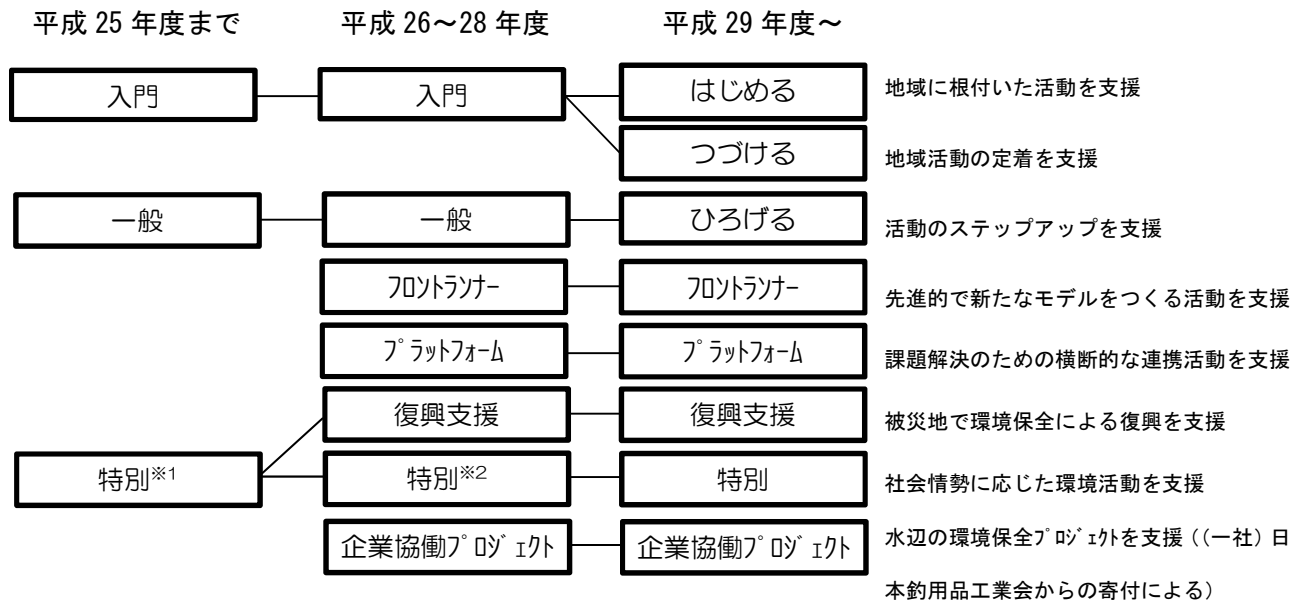 平成 25 年度まで 平成 26～28 年度 平成 29 年度～
入門 入門 はじめる 地域に根付いた活動を支援
つづける 地域活動の定着を支援
一般 一般 ひろげる 活動のステップアップを支援
ﾌﾛﾝﾄﾗﾝﾅｰ ﾌﾛﾝﾄﾗﾝﾅｰ 先進的で新たなモデルをつくる活動を支援
ﾌﾟﾗｯﾄﾌｫｰﾑ ﾌﾟﾗｯﾄﾌｫｰﾑ 課題解決のための横断的な連携活動を支援
復興支援 復興支援 被災地で環境保全による復興を支援
特別※1 特別※2 特別 社会情勢に応じた環境活動を支援
企業協働ﾌﾟﾛｼﾞｪｸﾄ 企業協働ﾌﾟﾛｼﾞｪｸﾄ 水辺の環境保全ﾌﾟﾛｼﾞｪｸﾄを支援（（一社）日
本釣用品工業会からの寄付による）